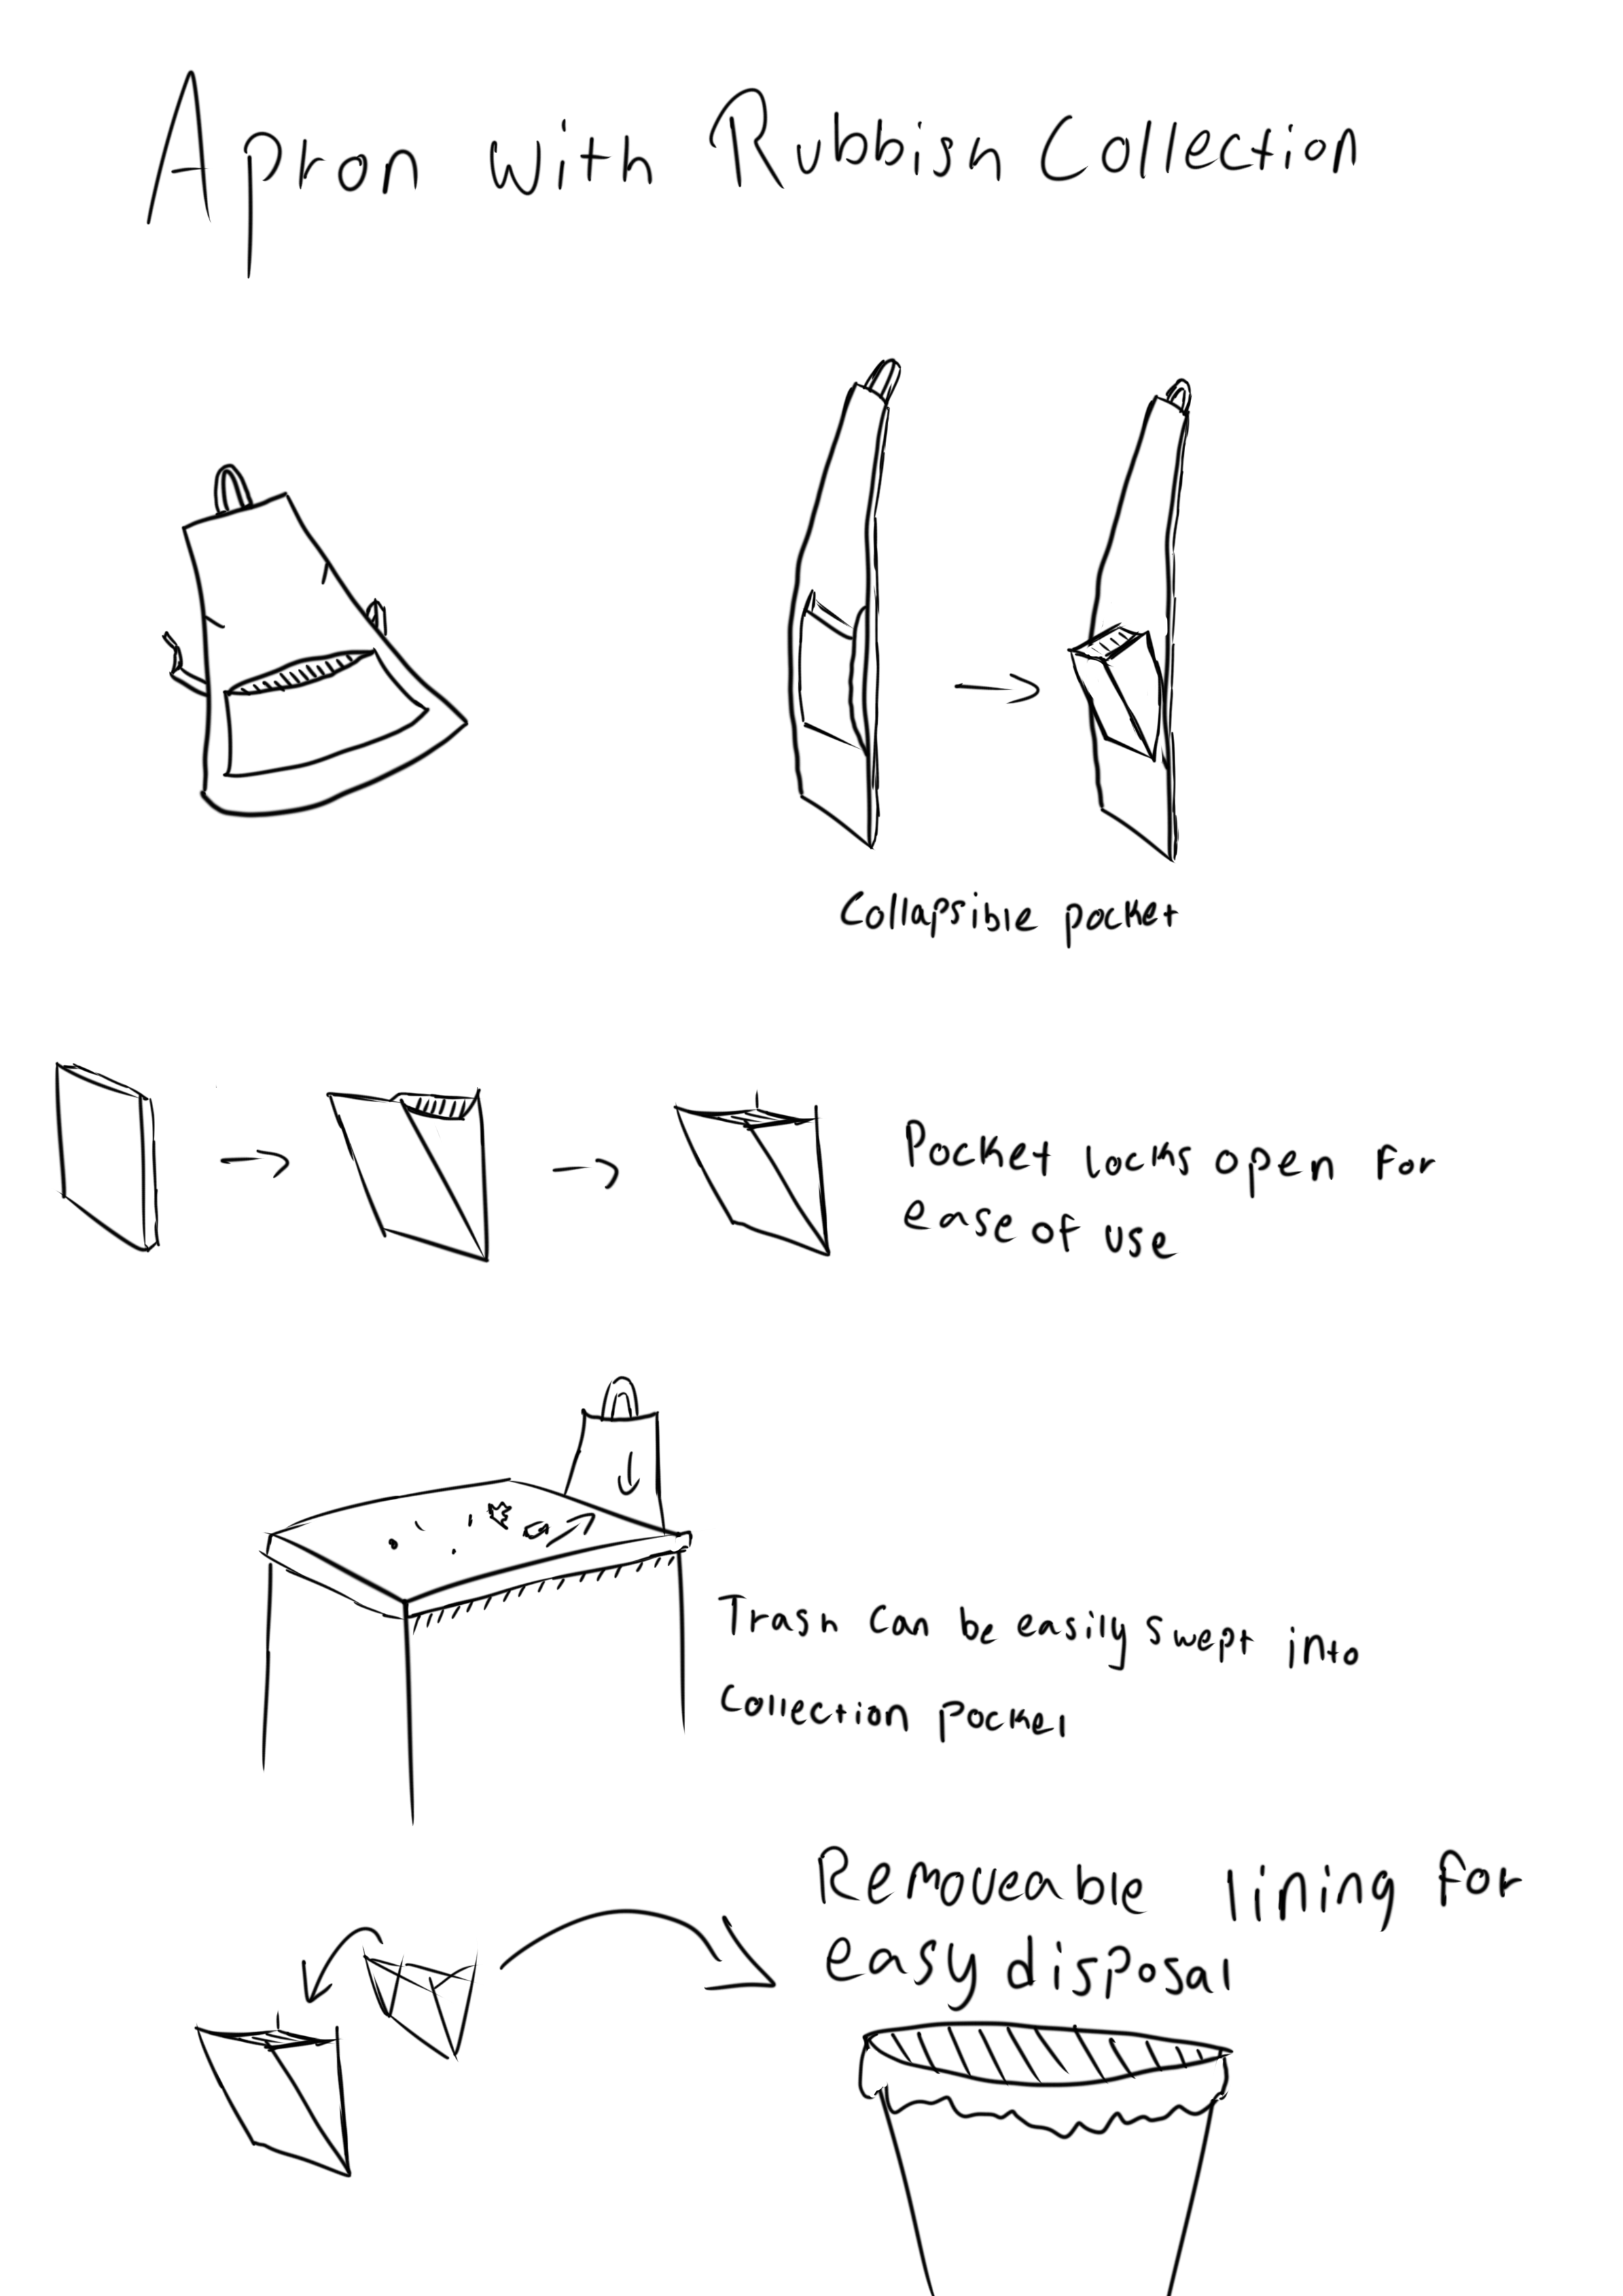 Apron with Rubbish Collection
Collapsible pocket
Pocket locks open for
ease of use
Trash can be easily swept into
Collection pocket
Removeable lining for
easy disposal